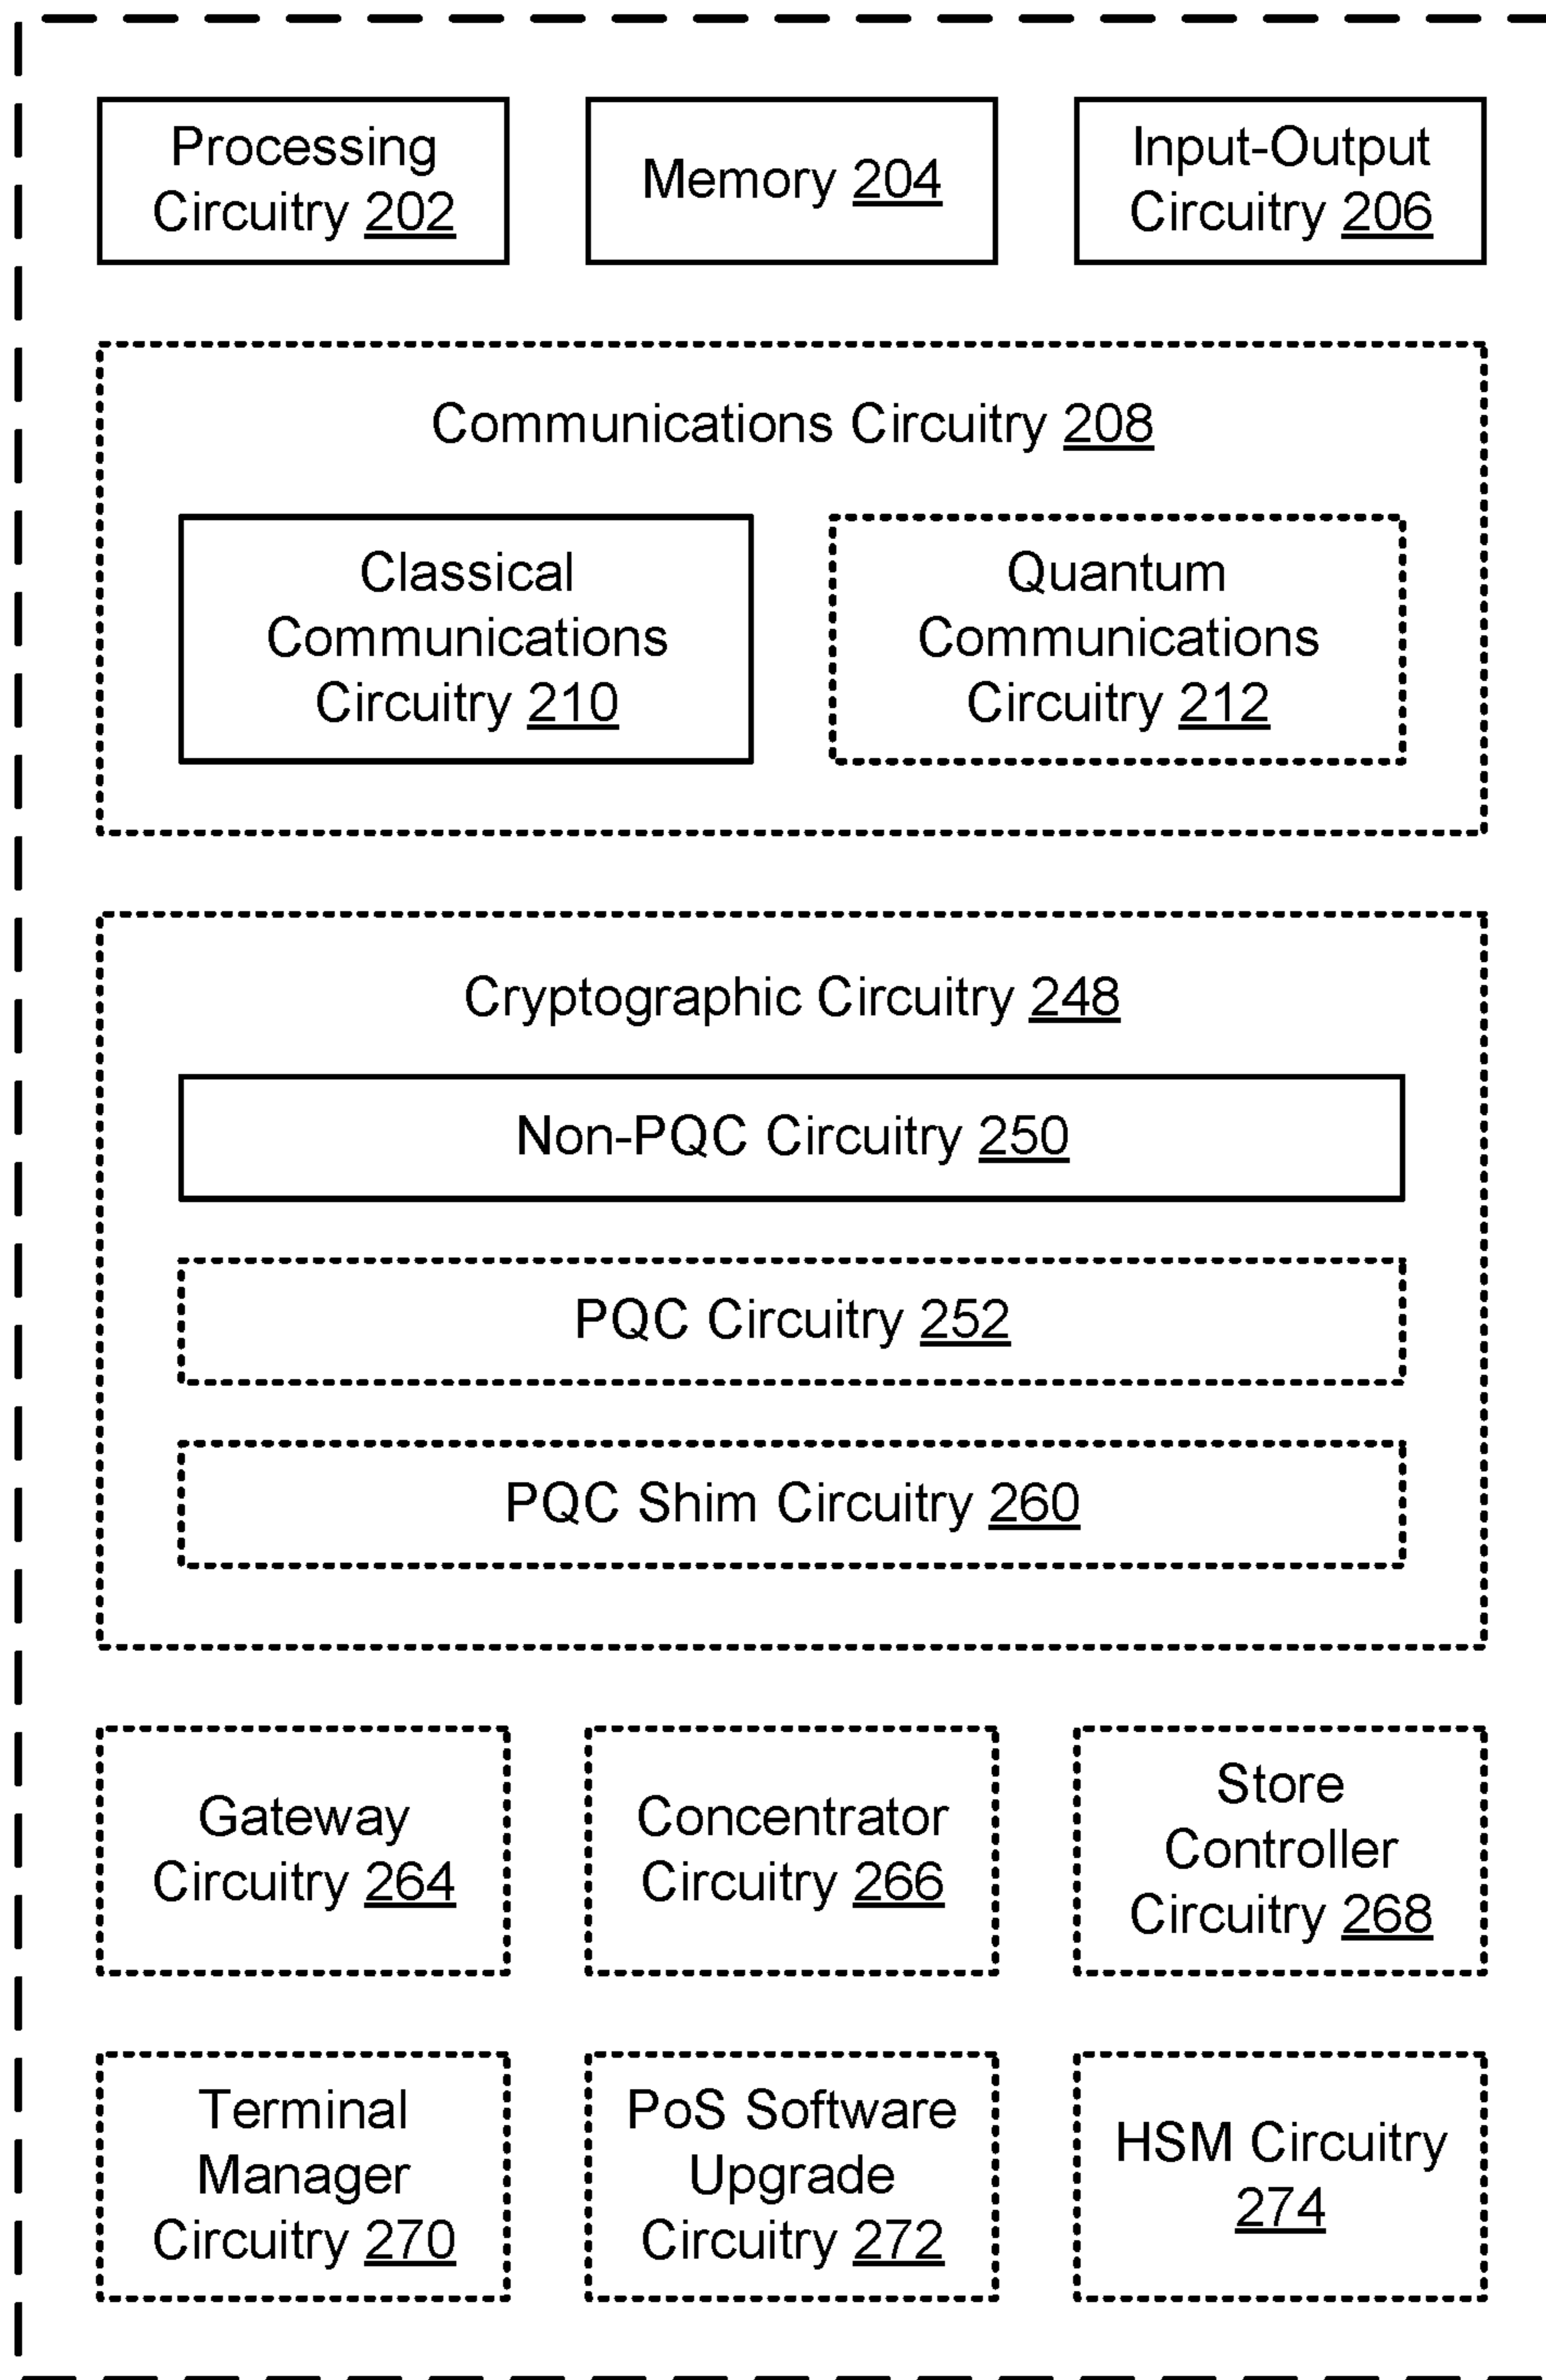 Processing
Circuitry 202
Memory 204
Input-Output
Circuitry 206
Communications Circuitry 208
Classical
Communications
Circuitry 210
Quantum
Communications
Circuitry 212
Cryptographic Circuitry 248
Non-PQC Circuitry 250
PQC Circuitry 252
PQC Shim Circuitry 260
Gateway
Circuitry 264
Concentrator
Circuitry 266
Store
Controller
Circuitry 268
Terminal
Manager
Circuitry 270
PoS Software
Upgrade
Circuitry 272
HSM Circuitry
274